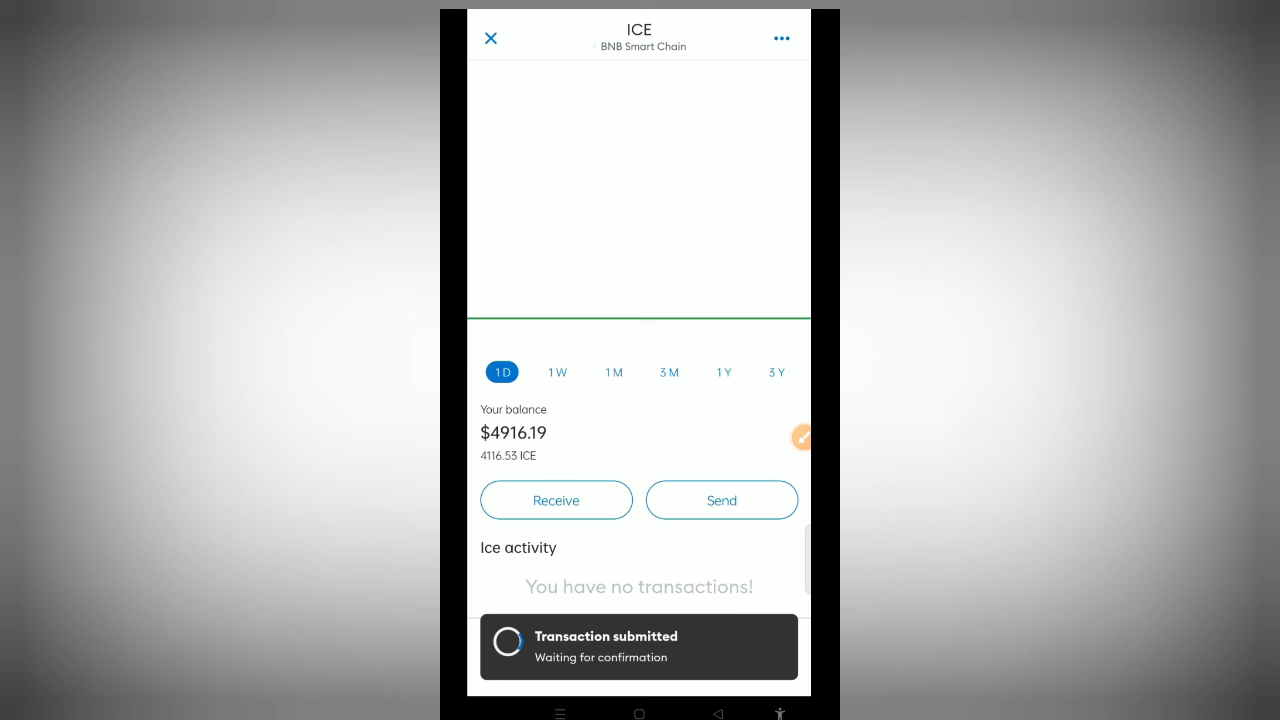 ICE
BNB Smart Chain
1 D 1 W 1 M 3 M 1 Y 3 Y
Your balance
$4916.19
4116.53 ICE
Receive Send
Ice activity
You have no transactions!
Transaction submitted
Waiting for confirmation